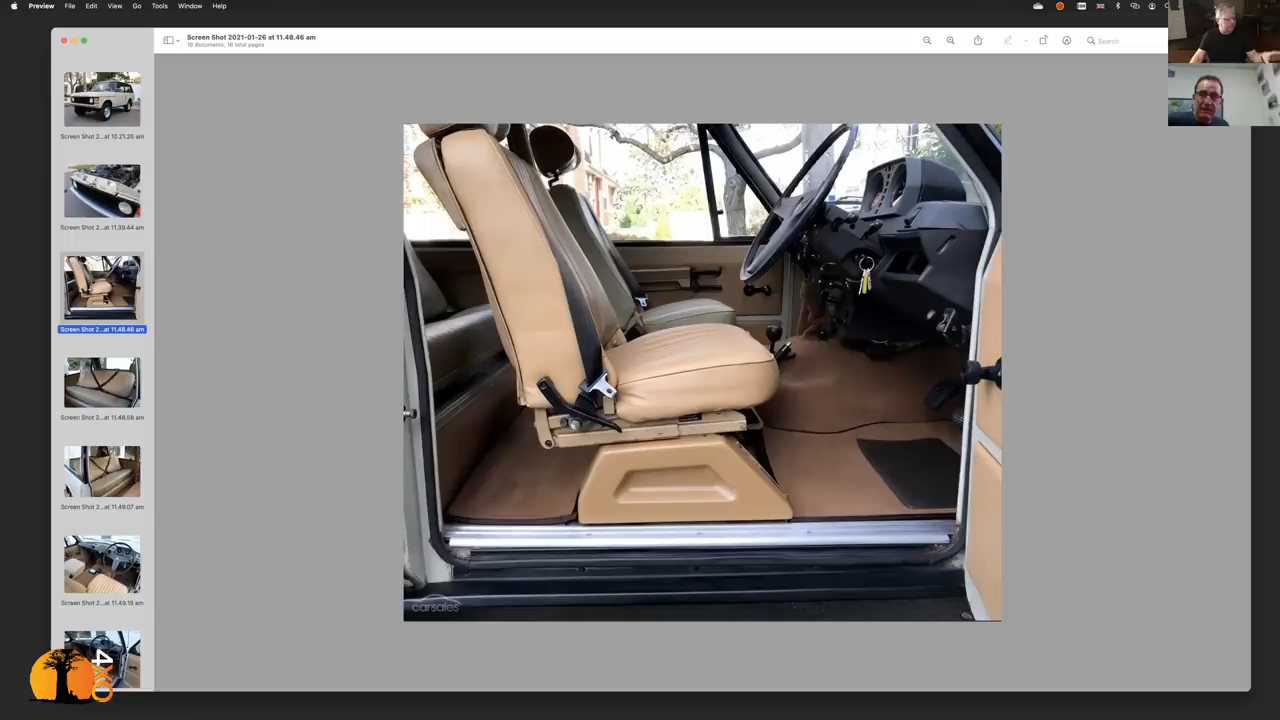 Preview File Edit View Go Tools Window Help
Screen Shot 2021-01-26 at 11.48.46 am
16 documents, 16 total pages
Search
Screen Shot 2...at 10.21.26 am
Screen Shot 2...at 11.39.44 am
Screen Shot 2...at 11.48.46 am
Screen Shot 2...at 11.48.58 am
Screen Shot 2...at 11.49.07 am
Screen Shot 2...at 11.49.19 am
carsales